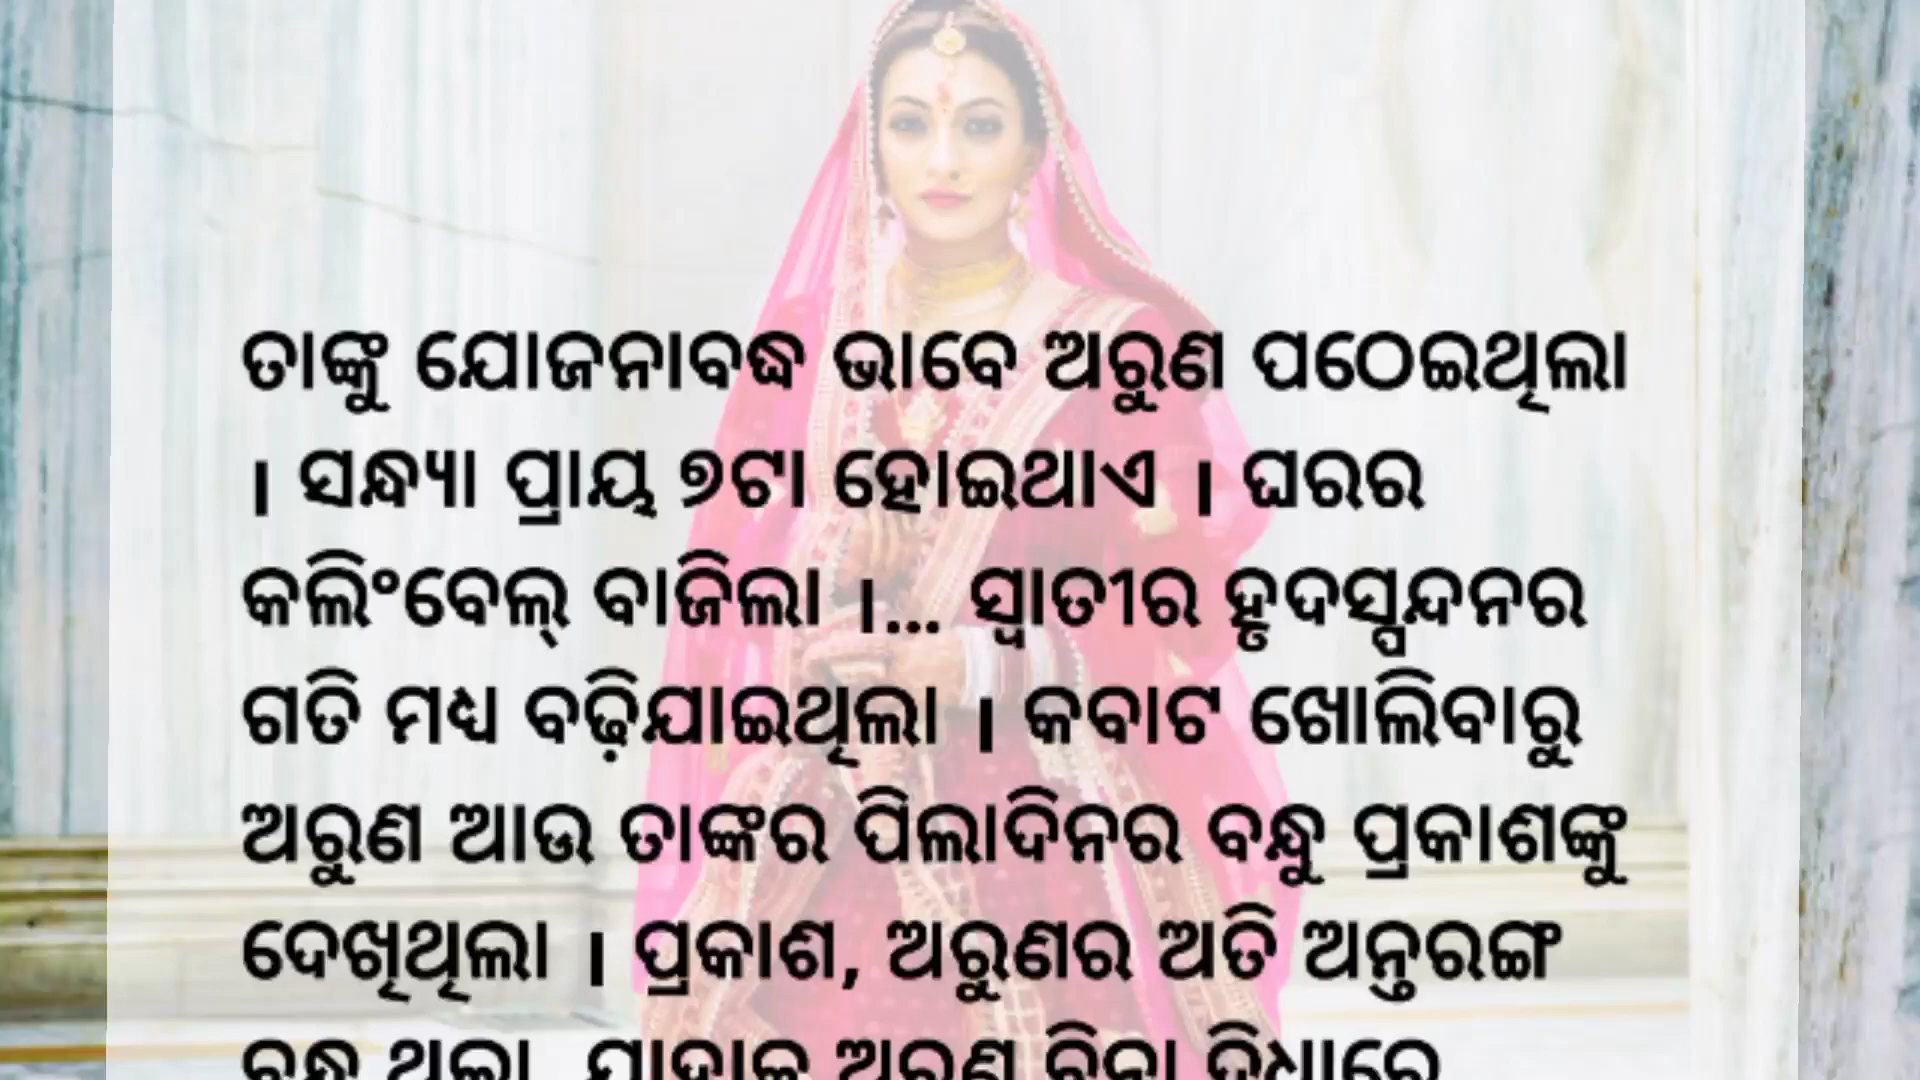 ତାଙ୍କୁ ଯୋଜନାବଦ୍ଧ ଭାବେ ଅରୁଣ ପଠେଇଥିଲା
। ସନ୍ଧ୍ୟା ପ୍ରାୟ ୭ଟା ହୋଇଥାଏ । ଘରର
କଲିଂବେଲ୍ ବାଜିଲା ।... ସ୍ୱାତୀର ହୃଦସ୍ପନ୍ଦନର
ଗତି ମଧ୍ୟ ବଢ଼ିଯାଇଥିଲା । କବାଟ ଖୋଲିବାରୁ
ଅରୁଣ ଆଉ ତାଙ୍କର ପିଲାଦିନର ବନ୍ଧୁ ପ୍ରକାଶଙ୍କୁ
ଦେଖିଥିଲା । ପ୍ରକାଶ, ଅରୁଣର ଅତି ଅନ୍ତରଙ୍ଗ
ଅରୁଣ ବିନା ଦ୍ୱିଧାରେ